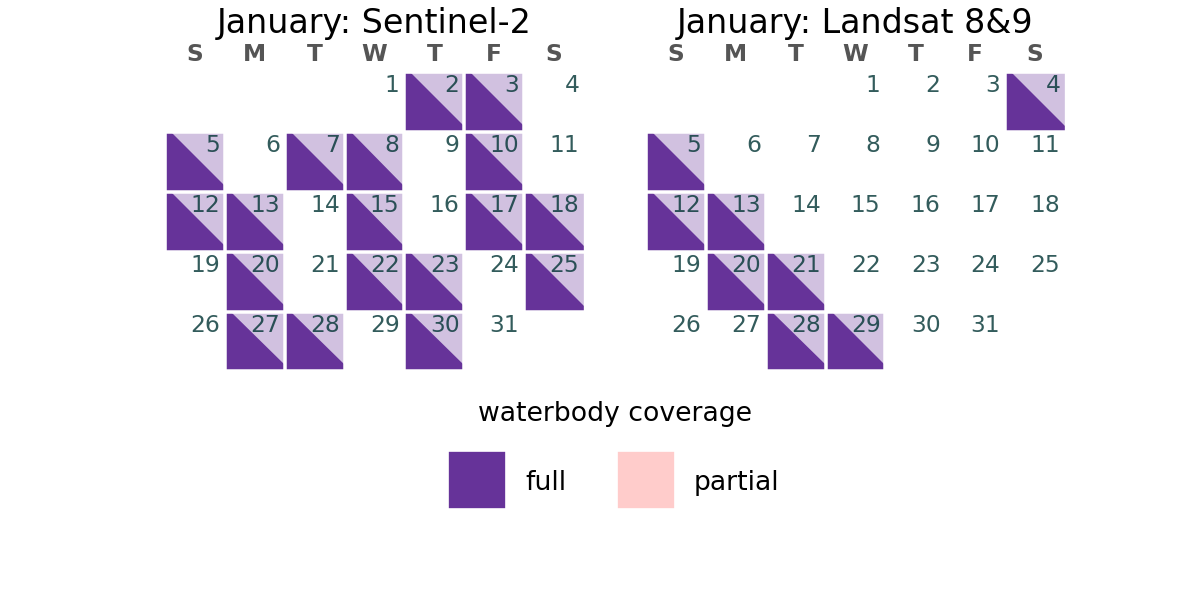 January: Sentinel-2
S M T W T F S
1 2 3 4
5 6 7 8 9 10 11
12 13 14 15 16 17 18
19 20 21 22 23 24 25
26 27 28 29 30 31
January: Landsat 8&9
S M T W T F S
1 2 3 4
5 6 7 8 9 10 11
12 13 14 15 16 17 18
19 20 21 22 23 24 25
26 27 28 29 30 31
waterbody coverage
full partial